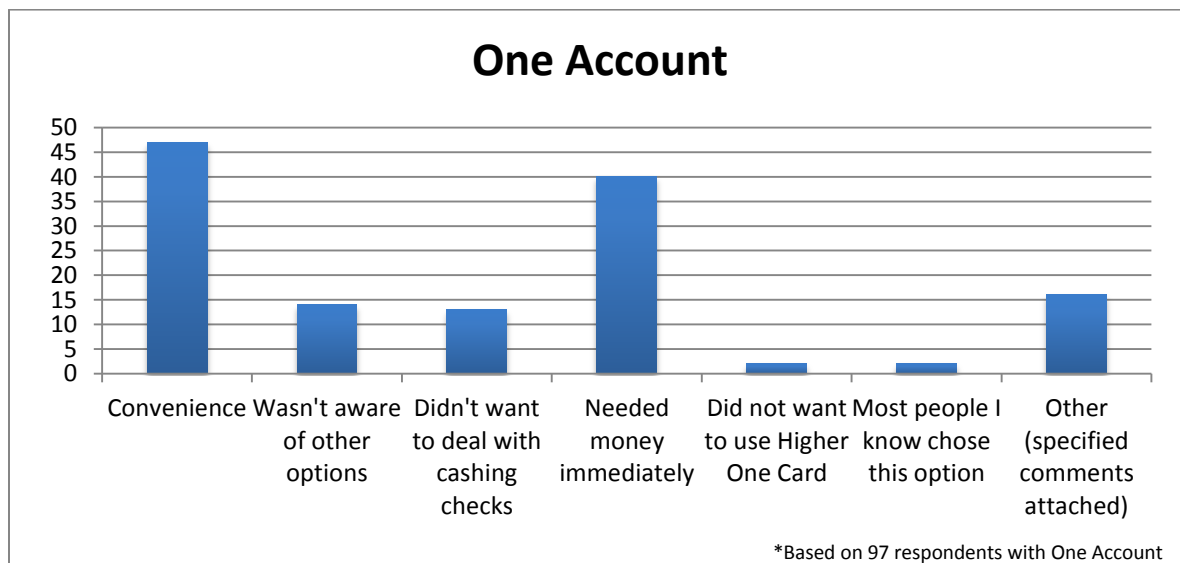 One Account
50
45
40
35
30
25
20
15
10
5
0
Convenience
Wasn't aware
of other
options
Didn't want
to deal with
cashing
checks
Needed
money
immediately
Did not want
to use Higher
One Card
Most people I
know chose
this option
Other
(specified
comments
attached)
*Based on 97 respondents with One Account